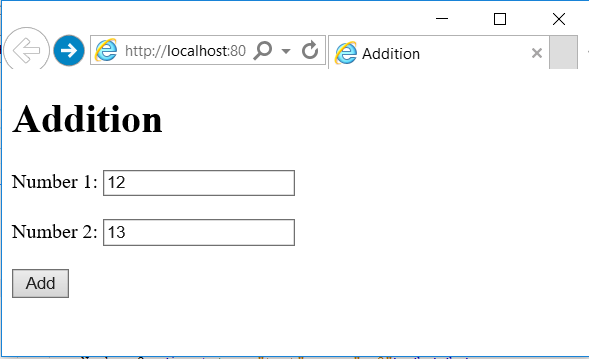 http://localhost:80
Addition
Addition
Number 1: 12
Number 2: 13
Add